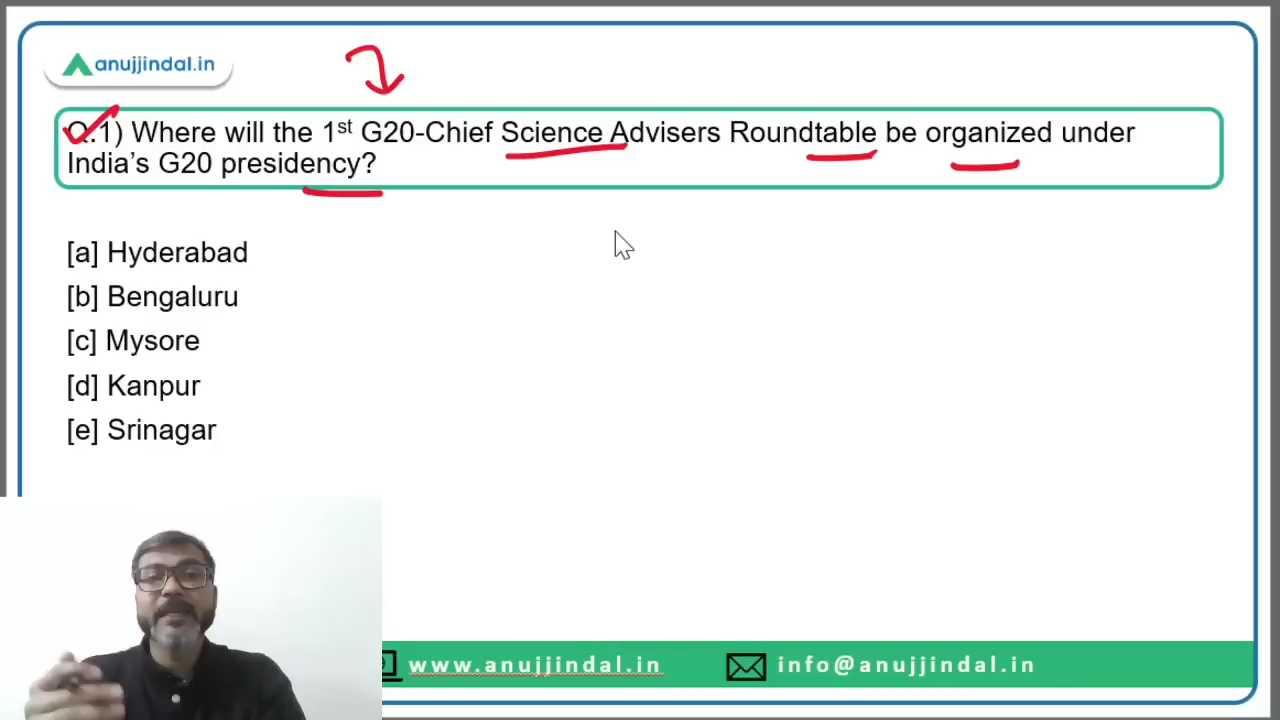 anujjindal.in
Q.1) Where will the 1st G20-Chief Science Advisers Roundtable be organized under
India’s G20 presidency?
[a] Hyderabad
[b] Bengaluru
[c] Mysore
[d] Kanpur
[e] Srinagar
www.anujjindal.in info@anujjindal.in